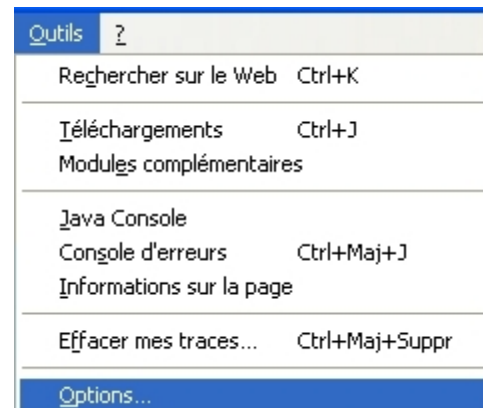 Outils ?
Rechercher sur le Web Ctrl+K
Téléchargements Ctrl+J
Modules complémentaires
Java Console
Console d'erreurs Ctrl+Maj+J
Informations sur la page
Effacer mes traces... Ctrl+Maj+Suppr
Options...